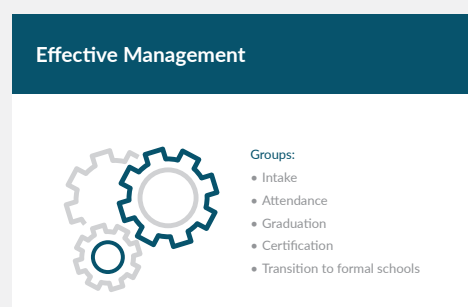 Effective Management
Groups:
• Intake
• Attendance
• Graduation
• Certification
• Transition to formal schools